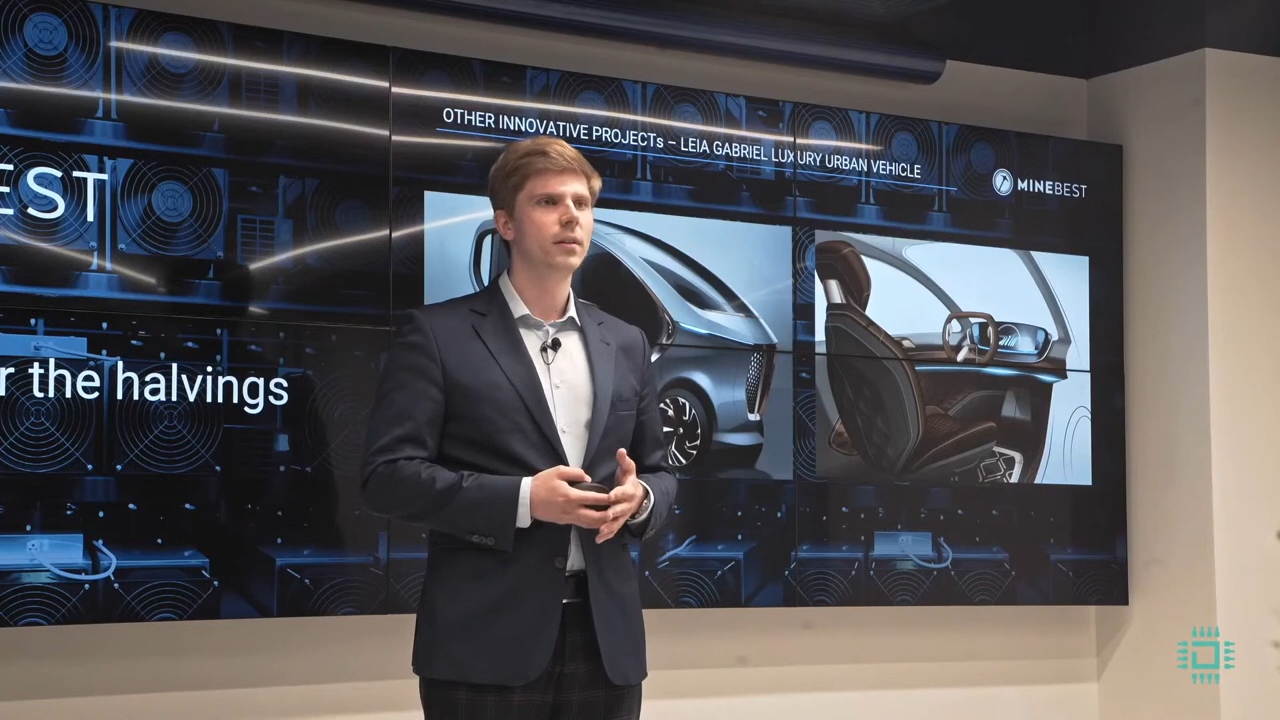 OTHER INNOVATIVE PROJECTs – LEIA GABRIEL LUXURY URBAN VEHICLE
MINEBEST
EST
r the halvings